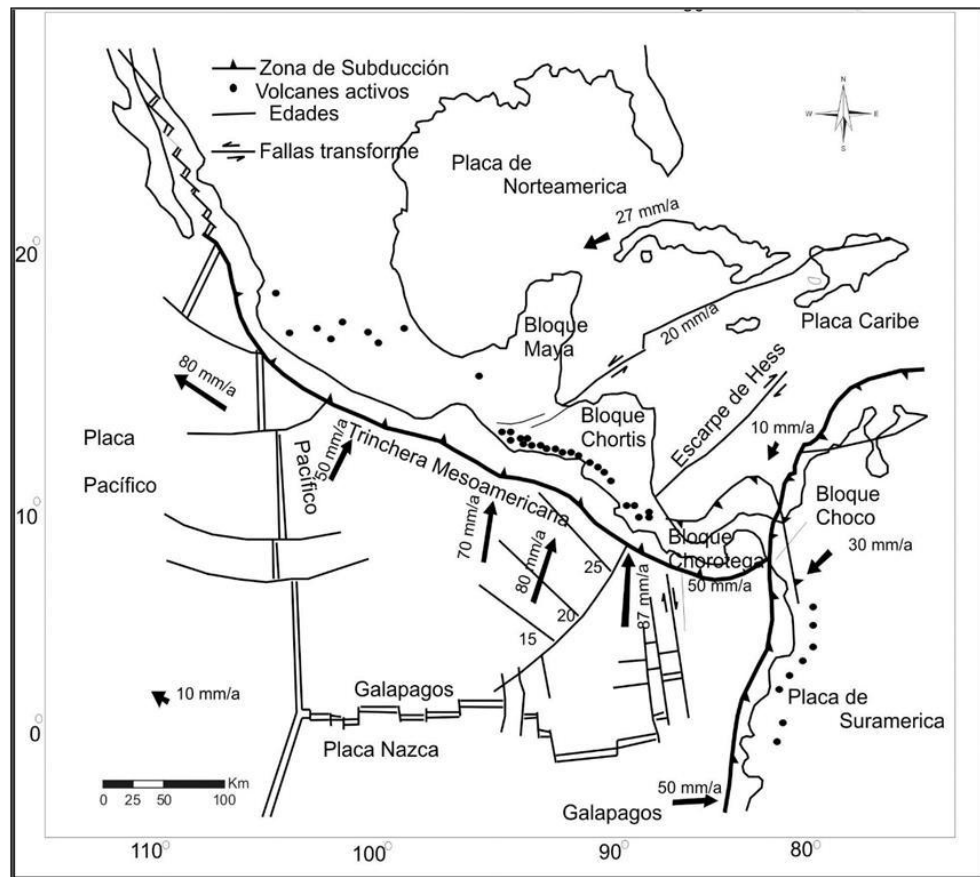 Zona de Subducción
Volcanes activos
Edades
Fallas transforme
N
W
E
S
Placa de
Norteamerica
27 mm/a
20°
20 mm/a
Placa Caribe
Bloque
Maya
80 mm/a
Escarpe de Hess
Bloque
Chortis
10 mm/a
Placa
Pacífico
Pacífico
50 mm/a
Trinchera Mesoamericana
10°
Bloque
Choco
70 mm/a
80 mm/a
25
20
15
Bloque
Chorotega
50 mm/a
30 mm/a
87 mm/a
10 mm/a
Galapagos
Placa de
Suramerica
0°
Placa Nazca
Km
0 25 50 100
50 mm/a
Galapagos
110° 100° 90° 80°